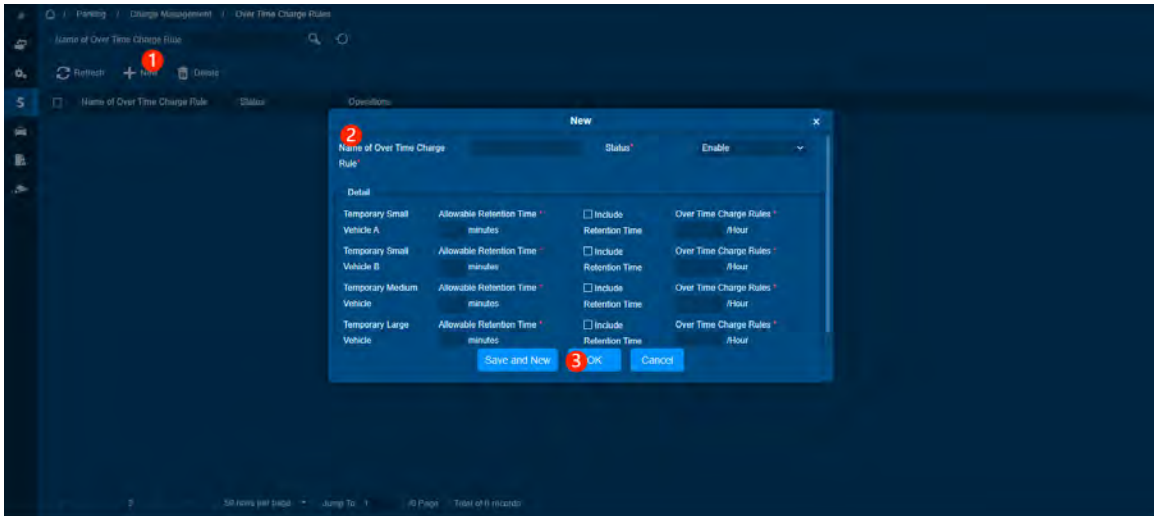 / Parking / Charge Management / Over Time Charge Rules
Name of Over Time Charge Rule
1
Refresh New Delete
Name of Over Time Charge Rule Status Operations
New x
2
Name of Over Time Charge Rule* Status* Enable
Detail
Temporary Small Vehicle A Allowable Retention Time * minutes Include Retention Time Over Time Charge Rules * /Hour
Temporary Small Vehicle B Allowable Retention Time * minutes Include Retention Time Over Time Charge Rules * /Hour
Temporary Medium Vehicle Allowable Retention Time * minutes Include Retention Time Over Time Charge Rules * /Hour
Temporary Large Vehicle Allowable Retention Time * minutes Include Retention Time Over Time Charge Rules * /Hour
Save and New 3 OK Cancel
50 rows per page Jump To 1 /0 Page Total of 0 records